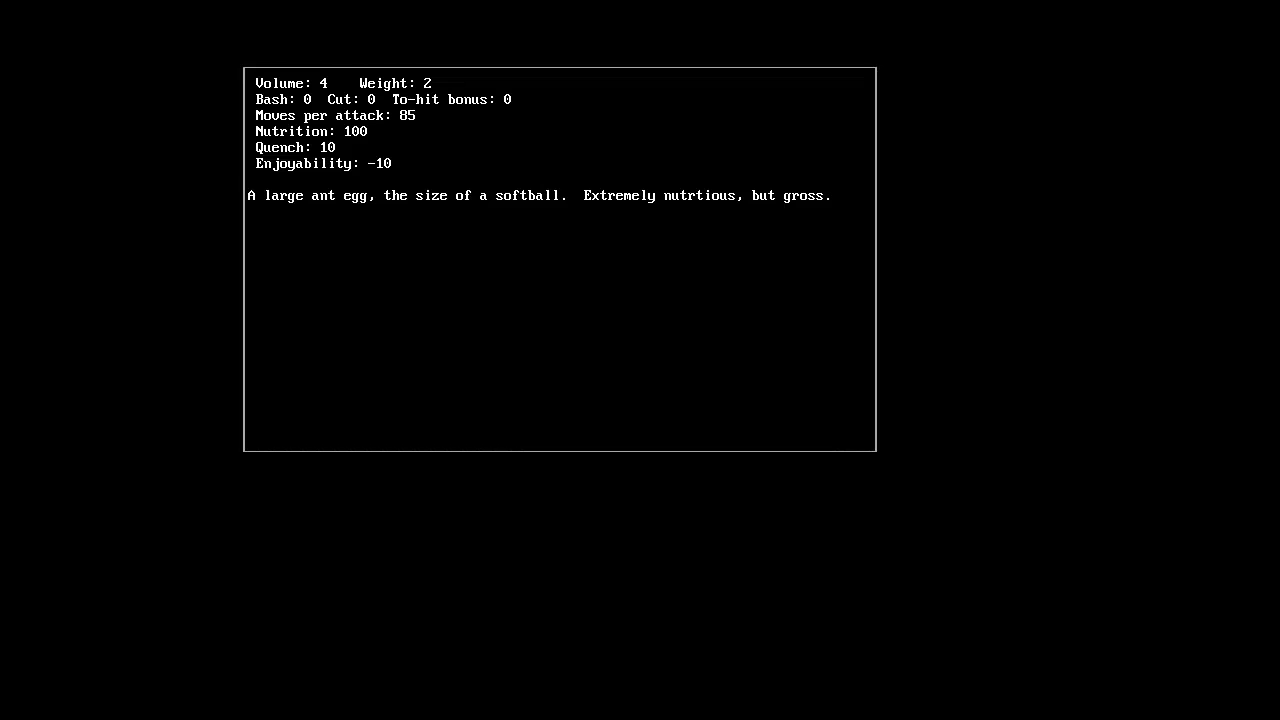 Volume: 4    Weight: 2
Bash: 0  Cut: 0  To-hit bonus: 0
Moves per attack: 85
Nutrition: 100
Quench: 10
Enjoyability: -10
A large ant egg, the size of a softball.  Extremely nutrtious, but gross.